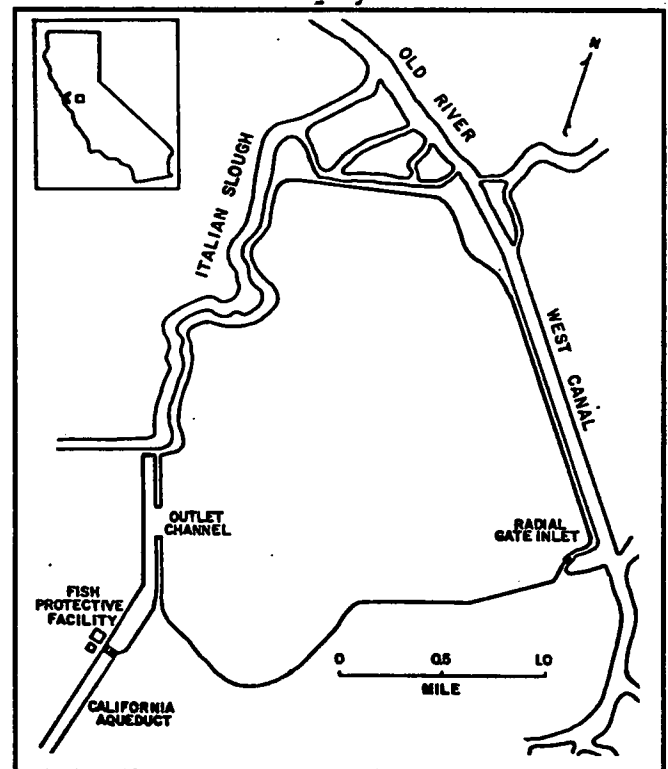 N
OLD
RIVER
ITALIAN SLOUGH
WEST CANAL
OUTLET
CHANNEL
RADIAL
GATE INLET
FISH
PROTECTIVE
FACILITY
0 0.5 1.0
MILE
CALIFORNIA
AQUEDUCT